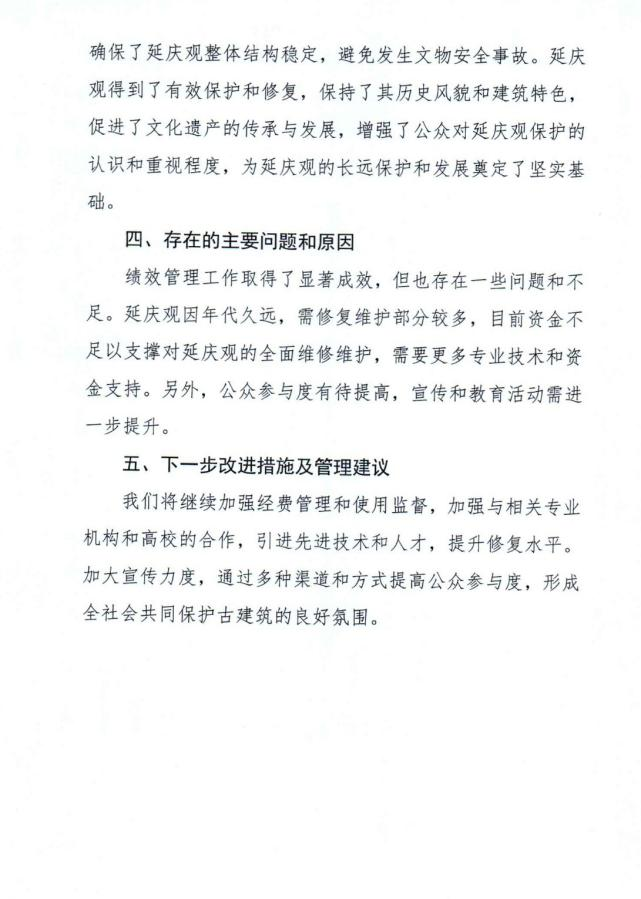 确保了延庆观整体结构稳定，避免发生文物安全事故。延庆
观得到了有效保护和修复，保持了其历史风貌和建筑特色，
促进了文化遗产的传承与发展，增强了公众对延庆观保护的
认识和重视程度，为延庆观的长远保护和发展奠定了坚实基
础。
四、存在的主要问题和原因
绩效管理工作取得了显著成效，但也存在一些问题和不
足。延庆观因年代久远，需修复维护部分较多，目前资金不
足以支撑对延庆观的全面维修维护，需要更多专业技术和资
金支持。另外，公众参与度有待提高，宣传和教育活动需进
一步提升。
五、下一步改进措施及管理建议
我们将继续加强经费管理和使用监督，加强与相关专业
机构和高校的合作，引进先进技术和人才，提升修复水平。
加大宣传力度，通过多种渠道和方式提高公众参与度，形成
全社会共同保护古建筑的良好氛围。